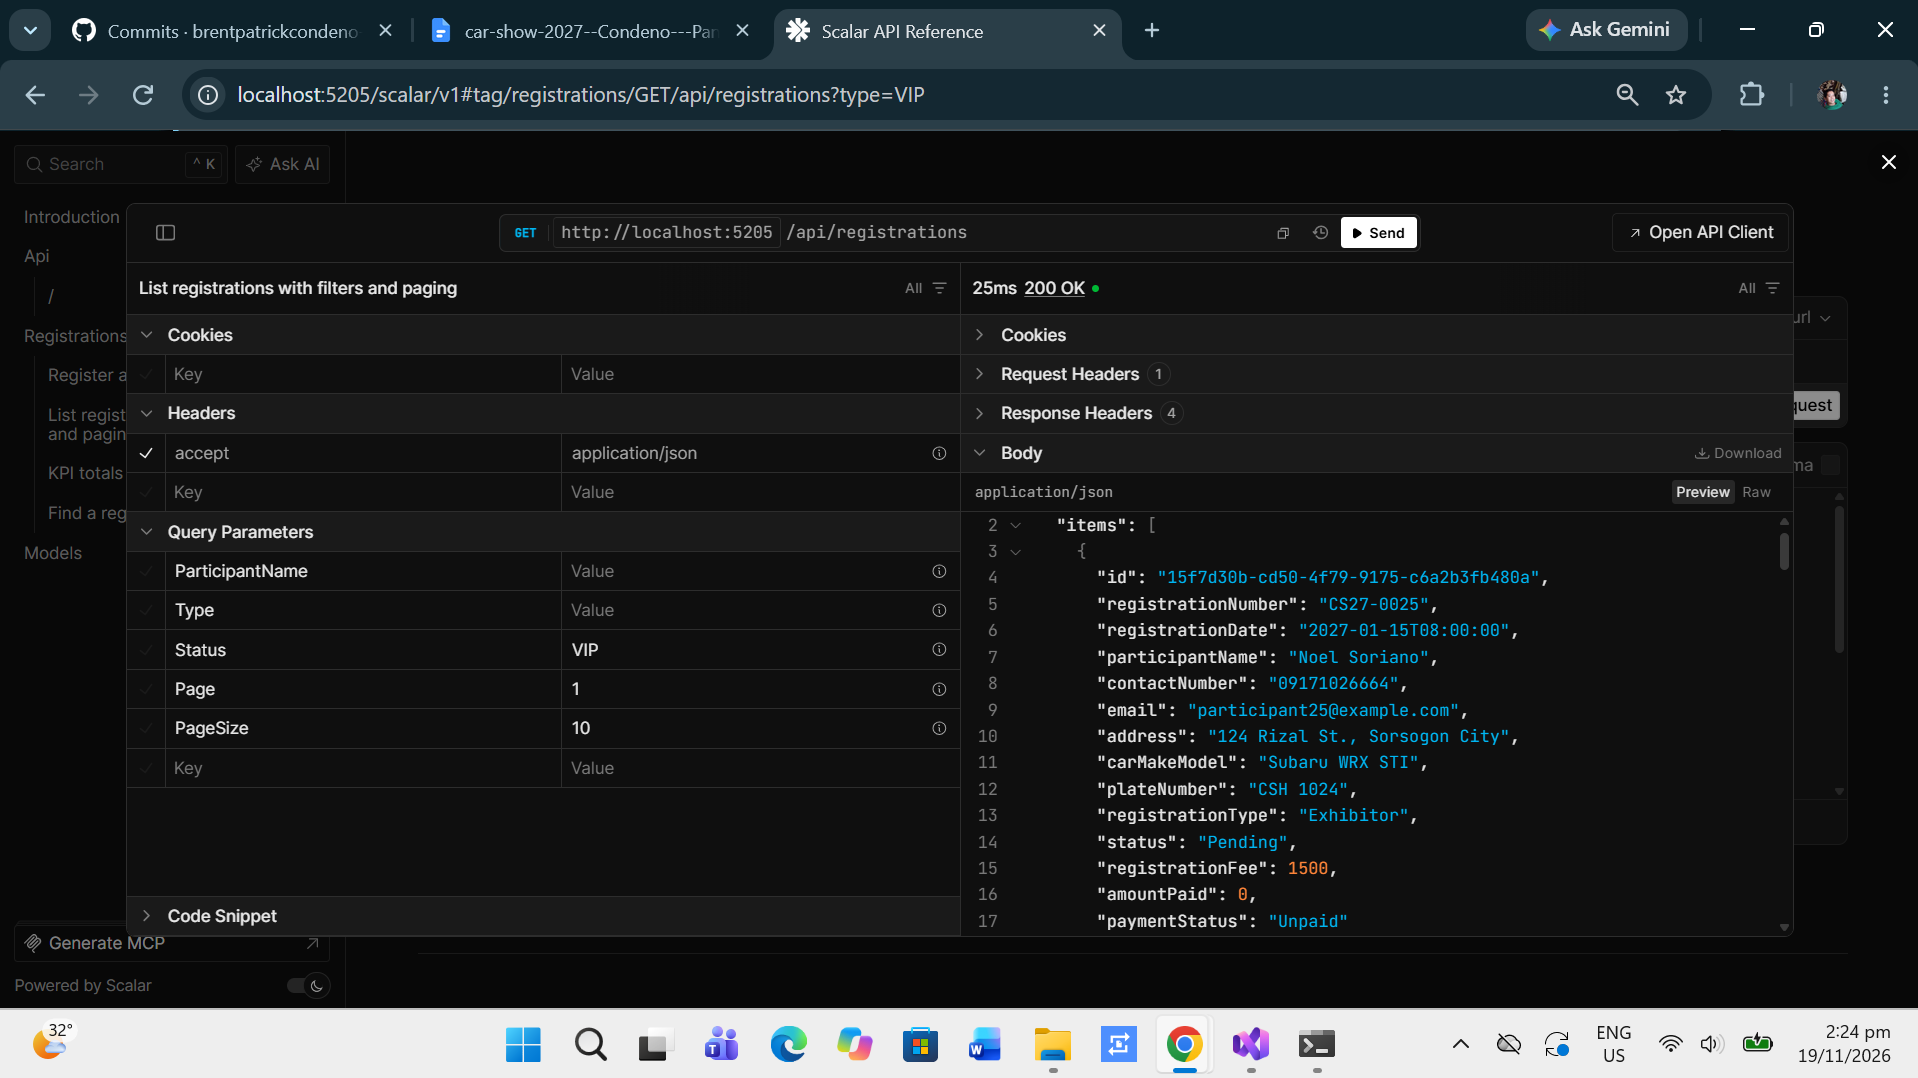 Commits · brentpatrickcondeno
car-show-2027--Condeno---Par
Scalar API Reference
Ask Gemini
localhost:5205/scalar/v1#tag/registrations/GET/api/registrations?type=VIP
Search
^ K
Ask AI
Introduction
Api
/
Registrations
Register a
List regist
and pagin
KPI totals
Find a reg
Models
Generate MCP
Powered by Scalar
GET http://localhost:5205 /api/registrations
Send
Open API Client
List registrations with filters and paging
All
Cookies
Key Value
Headers
accept application/json
Key Value
Query Parameters
ParticipantName Value
Type Value
Status VIP
Page 1
PageSize 10
Key Value
Code Snippet
25ms 200 OK
All
Cookies
Request Headers 1
Response Headers 4
Body
Download
application/json
Preview Raw
2 "items": [
3 {
4 "id": "15f7d30b-cd50-4f79-9175-c6a2b3fb480a",
5 "registrationNumber": "CS27-0025",
6 "registrationDate": "2027-01-15T08:00:00",
7 "participantName": "Noel Soriano",
8 "contactNumber": "09171026664",
9 "email": "participant25@example.com",
10 "address": "124 Rizal St., Sorsogon City",
11 "carMakeModel": "Subaru WRX STI",
12 "plateNumber": "CSH 1024",
13 "registrationType": "Exhibitor",
14 "status": "Pending",
15 "registrationFee": 1500,
16 "amountPaid": 0,
17 "paymentStatus": "Unpaid"
url
quest
ma
32°
ENG
US
2:24 pm
19/11/2026